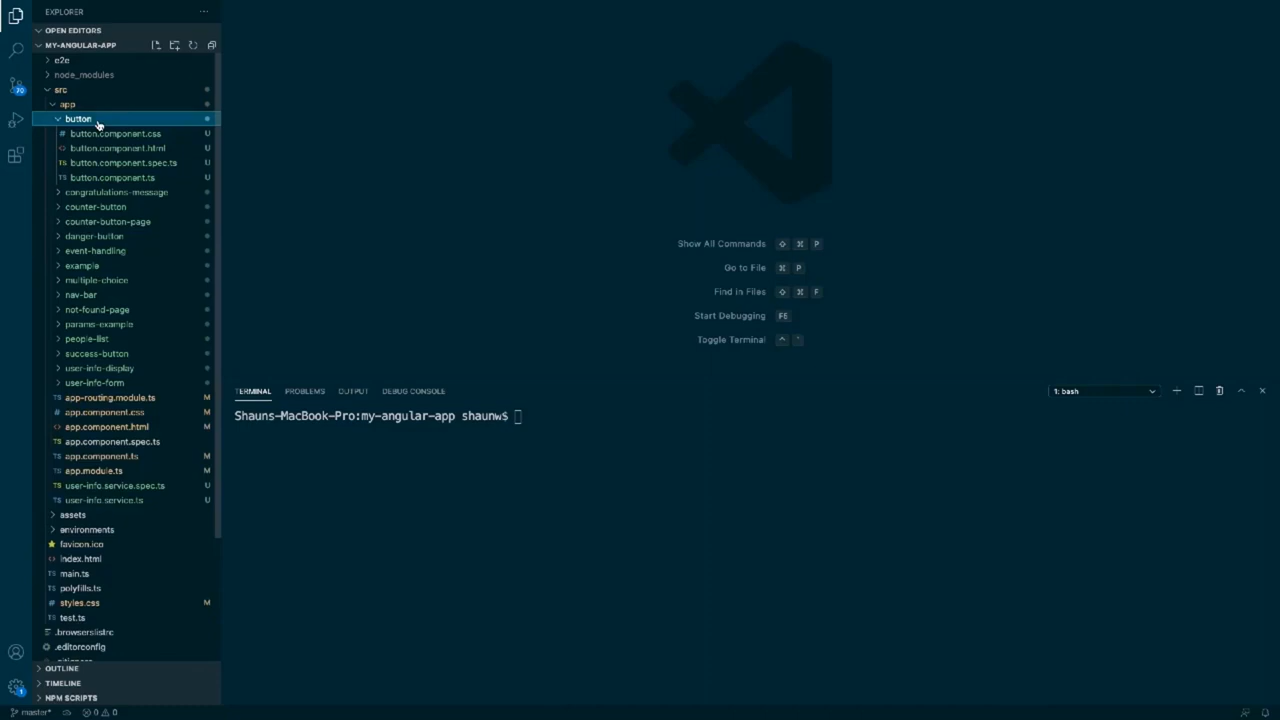 EXPLORER
OPEN EDITORS
MY-ANGULAR-APP
e2e
node_modules
src
app
button
button.component.css U
button.component.html U
button.component.spec.ts U
button.component.ts U
congratulations-message
counter-button
counter-button-page
danger-button
event-handling
example
multiple-choice
nav-bar
not-found-page
params-example
people-list
success-button
user-info-display
user-info-form
app-routing.module.ts M
app.component.css M
app.component.html M
app.component.spec.ts
app.component.ts M
app.module.ts M
user-info.service.spec.ts U
user-info.service.ts U
assets
environments
favicon.ico
index.html
main.ts
polyfills.ts
styles.css M
test.ts
.browserslistrc
.editorconfig
OUTLINE
TIMELINE
NPM SCRIPTS
70
1
master*
0 0
Show All Commands ⇧ ⌘ P
Go to File ⌘ P
Find in Files ⇧ ⌘ F
Start Debugging F5
Toggle Terminal ^ `
TERMINAL PROBLEMS OUTPUT DEBUG CONSOLE 1: bash
Shauns-MacBook-Pro:my-angular-app shaunw$